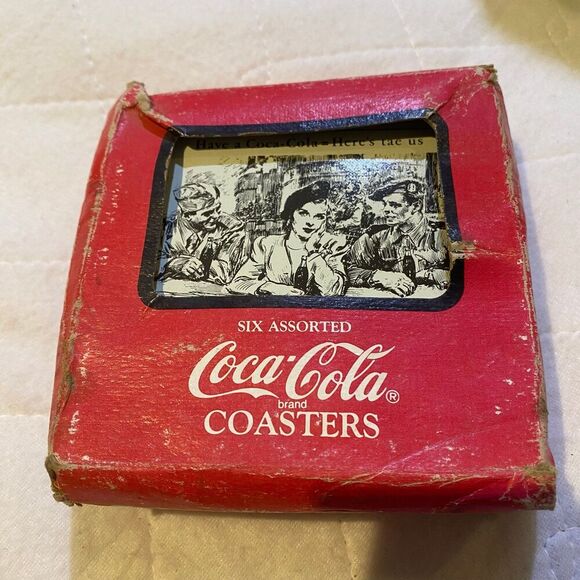 Have a Coca-Cola = Here's tae us
SIX ASSORTED
Coca-Cola®
brand
COASTERS